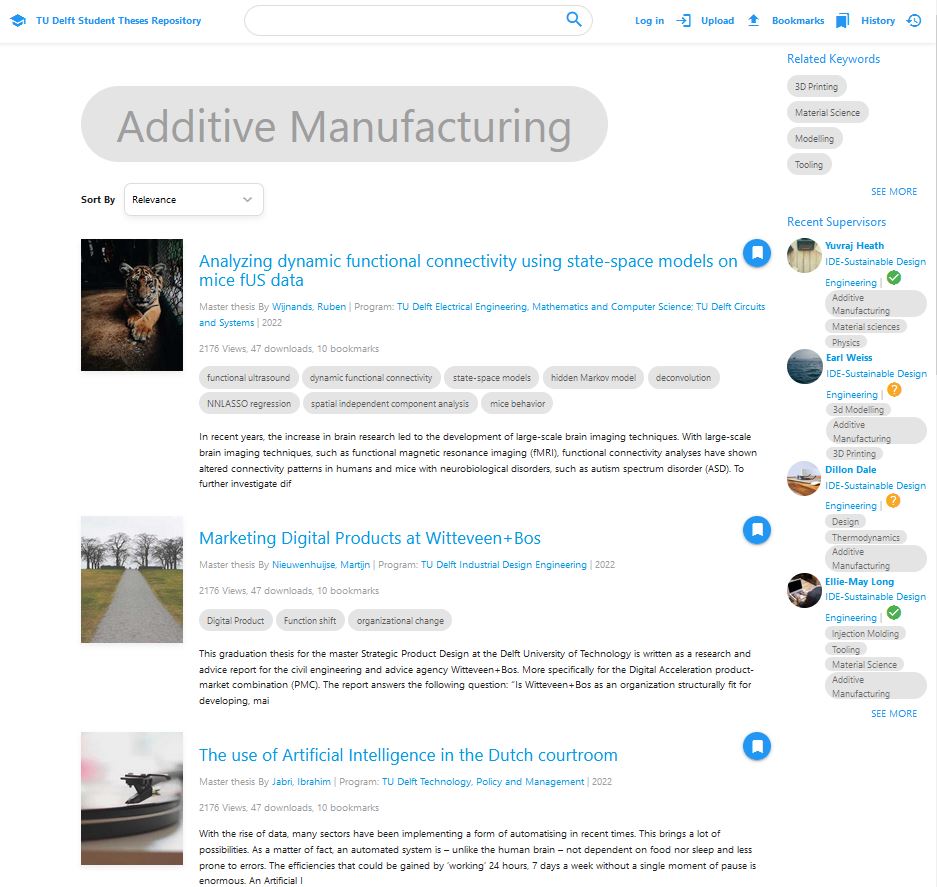 TU Delft Student Theses Repository
Log in Upload Bookmarks History
Additive Manufacturing
Sort By Relevance
Analyzing dynamic functional connectivity using state-space models on
mice fUS data
Master thesis By Wijnands, Ruben | Program: TU Delft Electrical Engineering, Mathematics and Computer Science; TU Delft Circuits
and Systems | 2022
2176 Views, 47 downloads, 10 bookmarks
functional ultrasound dynamic functional connectivity state-space models hidden Markov model deconvolution
NNLASSO regression spatial independent component analysis mice behavior
In recent years, the increase in brain research led to the development of large-scale brain imaging techniques. With large-scale
brain imaging techniques, such as functional magnetic resonance imaging (fMRI), functional connectivity analyses have shown
altered connectivity patterns in humans and mice with neurobiological disorders, such as autism spectrum disorder (ASD). To
further investigate dif
Marketing Digital Products at Witteveen+Bos
Master thesis By Nieuwenhuijse, Martijn | Program: TU Delft Industrial Design Engineering | 2022
2176 Views, 47 downloads, 10 bookmarks
Digital Product Function shift organizational change
This graduation thesis for the master Strategic Product Design at the Delft University of Technology is written as a research and
advice report for the civil engineering and advice agency Witteveen+Bos. More specifically for the Digital Acceleration product-
market combination (PMC). The report answers the following question: “Is Witteveen+Bos as an organization structurally fit for
developing, mai
The use of Artificial Intelligence in the Dutch courtroom
Master thesis By Jabri, Ibrahim | Program: TU Delft Technology, Policy and Management | 2022
2176 Views, 47 downloads, 10 bookmarks
With the rise of data, many sectors have been implementing a form of automatising in recent times. This brings a lot of
possibilities. As a matter of fact, an automated system is – unlike the human brain – not dependent on food nor sleep and less
prone to errors. The efficiencies that could be gained by ‘working’ 24 hours, 7 days a week without a single moment of pause is
enormous. An Artificial I
Related Keywords
3D Printing
Material Science
Modelling
Tooling
SEE MORE
Recent Supervisors
Yuvraj Heath
IDE-Sustainable Design
Engineering |
Additive
Manufacturing
Material sciences
Physics
Earl Weiss
IDE-Sustainable Design
Engineering | ?
3d Modelling
Additive
Manufacturing
3D Printing
Dillon Dale
IDE-Sustainable Design
Engineering | ?
Design
Thermodynamics
Additive
Manufacturing
Ellie-May Long
IDE-Sustainable Design
Engineering |
Injection Molding
Tooling
Material Science
Additive
Manufacturing
SEE MORE